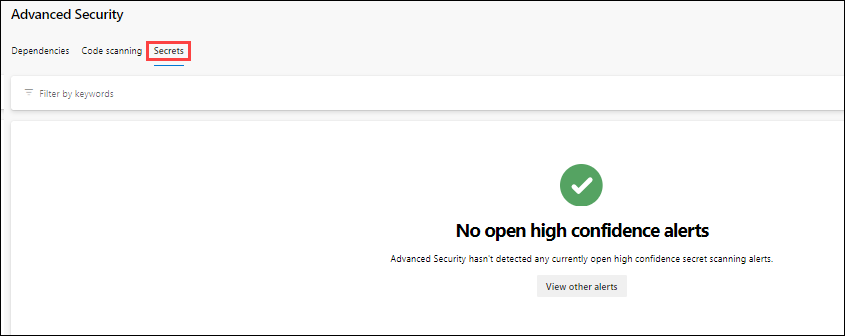 Advanced Security
Dependencies Code scanning Secrets
Filter by keywords
No open high confidence alerts
Advanced Security hasn't detected any currently open high confidence secret scanning alerts.
View other alerts